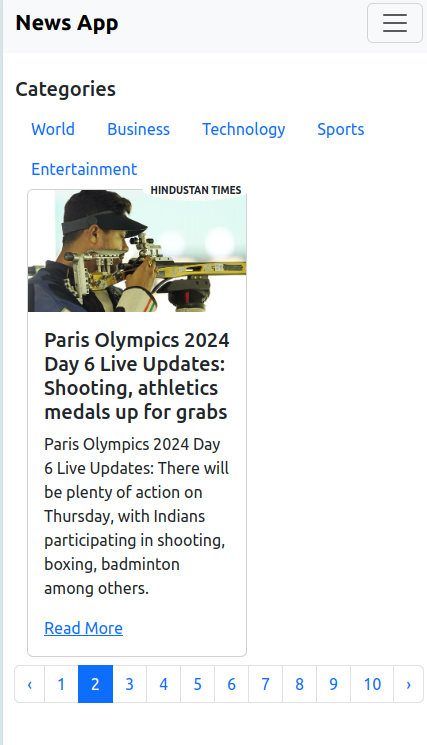 News App
Categories
World Business Technology Sports
Entertainment
HINDUSTAN TIMES
Paris Olympics 2024
Day 6 Live Updates:
Shooting, athletics
medals up for grabs
Paris Olympics 2024 Day
6 Live Updates: There will
be plenty of action on
Thursday, with Indians
participating in shooting,
boxing, badminton
among others.
Read More
‹ 1 2 3 4 5 6 7 8 9 10 ›